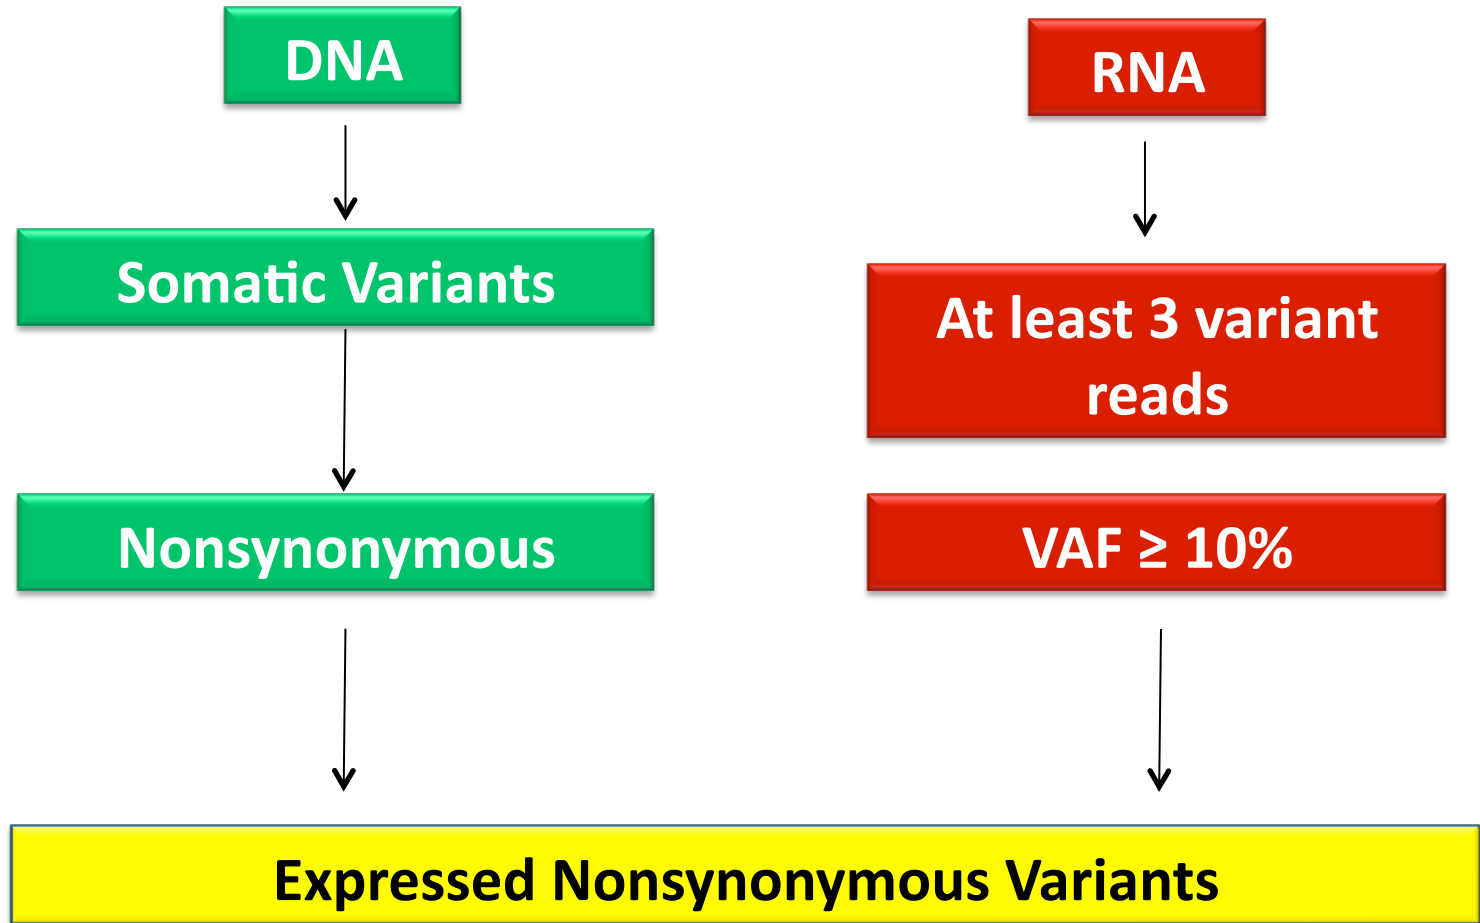 DNA
Somatic Variants
Nonsynonymous
RNA
At least 3 variant
reads
VAF ≥ 10%
Expressed Nonsynonymous Variants